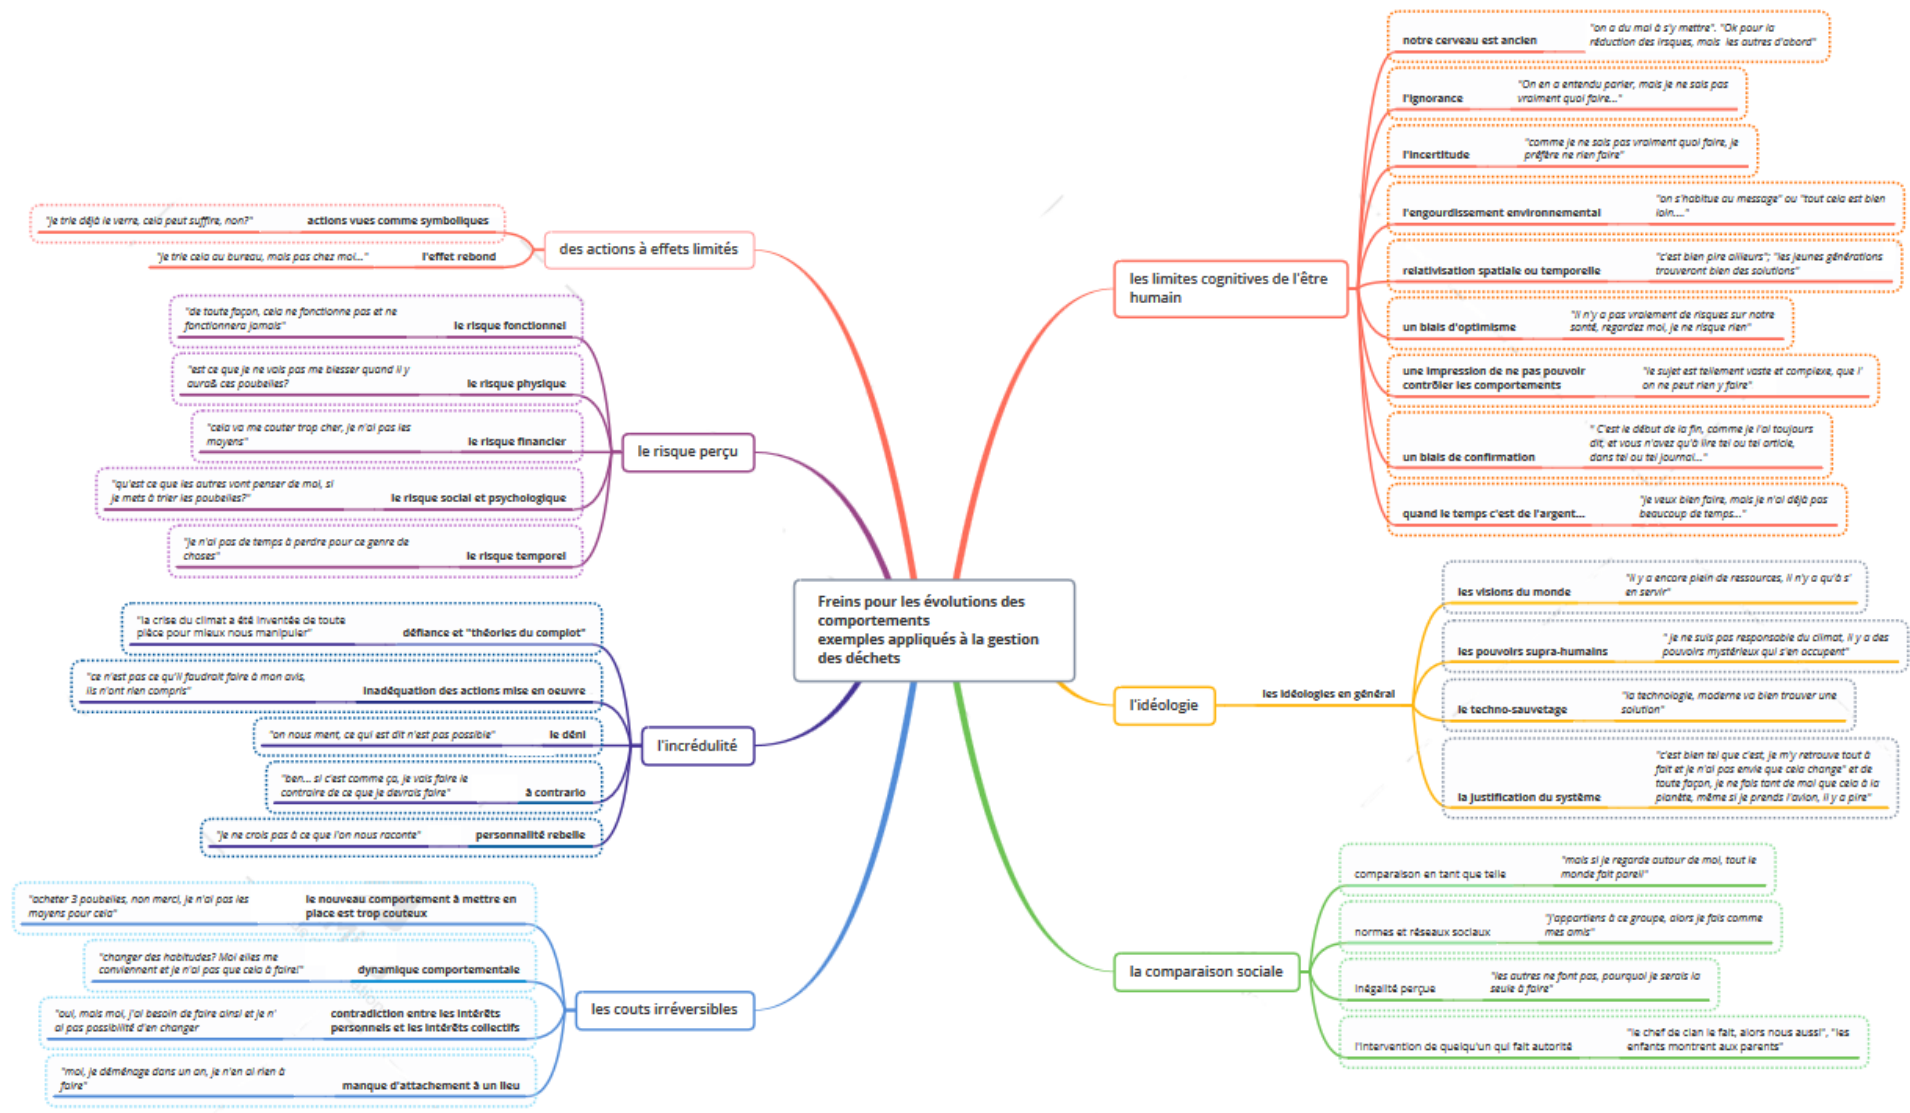 Freins pour les évolutions des
comportements
exemples appliqués à la gestion
des déchets
les limites cognitives de l'être
humain
notre cerveau est ancien
"on a du mal à s'y mettre". "Ok pour la
réduction des irsques, mais les autres d'abord"
l'ignorance
"On en a entendu parler, mais je ne sais pas
vraiment quoi faire..."
l'incertitude
"comme je ne sais pas vraiment quoi faire, je
préfère ne rien faire"
l'engourdissement environnemental
"on s'habitue au message" ou "tout cela est bien
loin...."
relativisation spatiale ou temporelle
"c'est bien pire ailleurs"; "les jeunes générations
trouveront bien des solutions"
un biais d'optimisme
"il n'y a pas vraiement de risques sur notre
santé, regardez moi, je ne risque rien"
une impression de ne pas pouvoir
contrôler les comportements
"le sujet est tellement vaste et complexe, que l'
on ne peut rien y faire"
un biais de confirmation
" C'est le début de la fin, comme je l'ai toujours
dit, et vous n'avez qu'à lire tel ou tel article,
dans tel ou tel journal..."
quand le temps c'est de l'argent...
"je veux bien faire, mais je n'ai déjà pas
beaucoup de temps..."
l'idéologie
les idéologies en général
les visions du monde
"il y a encore plein de ressources, il n'y a qu'à s'
en servir"
les pouvoirs supra-humains
" je ne suis pas responsable du climat, il y a des
pouvoirs mystérieux qui s'en occupent"
le techno-sauvetage
"la technologie, moderne va bien trouver une
solution"
la justification du système
"c'est bien tel que c'est, je m'y retrouve tout à
fait et je n'ai pas envie que cela change" et de
toute façon, je ne fais tant de mal que cela à la
planète, même si je prends l'avion, il y a pire"
la comparaison sociale
comparaison en tant que telle
"mais si je regarde autour de moi, tout le
monde fait pareil"
normes et réseaux sociaux
"j'appartiens à ce groupe, alors je fais comme
mes amis"
inégalité perçue
"les autres ne font pas, pourquoi je serais la
seule à faire"
l'intervention de quelqu'un qui fait autorité
"le chef de clan le fait, alors nous aussi", "les
enfants montrent aux parents"
des actions à effets limités
actions vues comme symboliques
"je trie déjà le verre, cela peut suffire, non?"
l'effet rebond
"je trie cela au bureau, mais pas chez moi..."
le risque perçu
le risque fonctionnel
"de toute façon, cela ne fonctionne pas et ne
fonctionnera jamais"
le risque physique
"est ce que je ne vais pas me blesser quand il y
aura& ces poubelles?
le risque financier
"cela va me couter trop cher, je n'ai pas les
moyens"
le risque social et psychologique
"qu'est ce que les autres vont penser de moi, si
je mets à trier les poubelles?"
le risque temporel
"je n'ai pas de temps à perdre pour ce genre de
choses"
l'incrédulité
défiance et "théories du complot"
"la crise du climat a été inventée de toute
pièce pour mieux nous manipuler"
inadéquation des actions mise en oeuvre
"ce n'est pas ce qu'il faudrait faire à mon avis,
ils n'ont rien compris"
le déni
"on nous ment, ce qui est dit n'est pas possible"
à contrario
"ben... si c'est comme ça, je vais faire le
contraire de ce que je devrais faire"
personnalité rebelle
"je ne crois pas à ce que l'on nous raconte"
les couts irréversibles
le nouveau comportement à mettre en
place est trop couteux
"acheter 3 poubelles, non merci, je n'ai pas les
moyens pour cela"
dynamique comportementale
"changer des habitudes? Moi elles me
conviennent et je n'ai pas que cela à faire!"
contradiction entre les intérêts
personnels et les intérêts collectifs
"oui, mais moi, j'ai besoin de faire ainsi et je n'
ai pas possibilité d'en changer
manque d'attachement à un lieu
"moi, je déménage dans un an, je n'en ai rien à
faire"